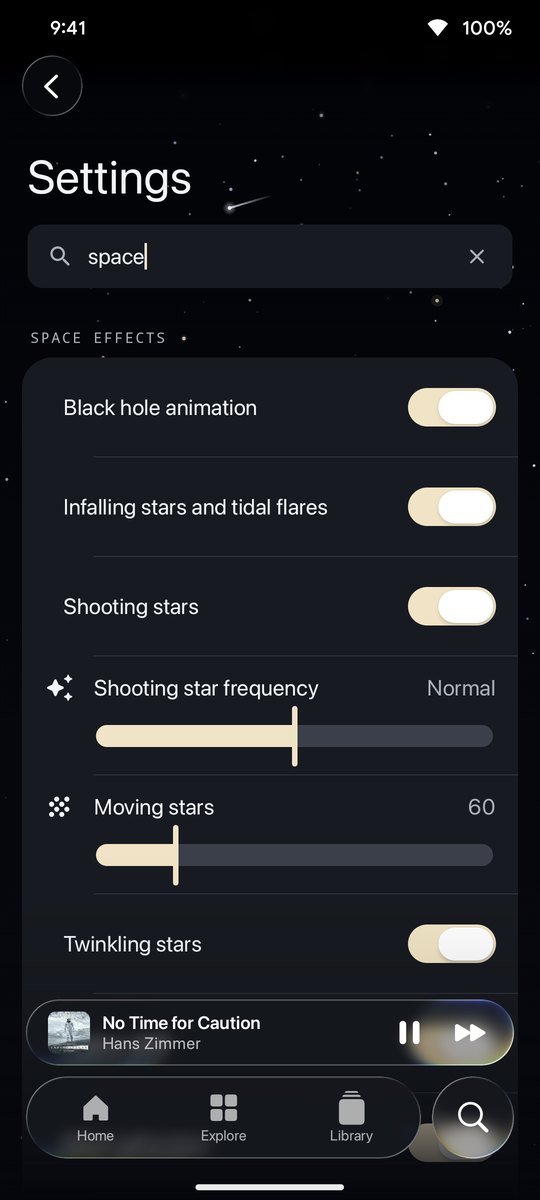 9:41
100%
Settings
space
SPACE EFFECTS
Black hole animation
Infalling stars and tidal flares
Shooting stars
Shooting star frequency Normal
Moving stars 60
Twinkling stars
No Time for Caution
Hans Zimmer
Home Explore Library